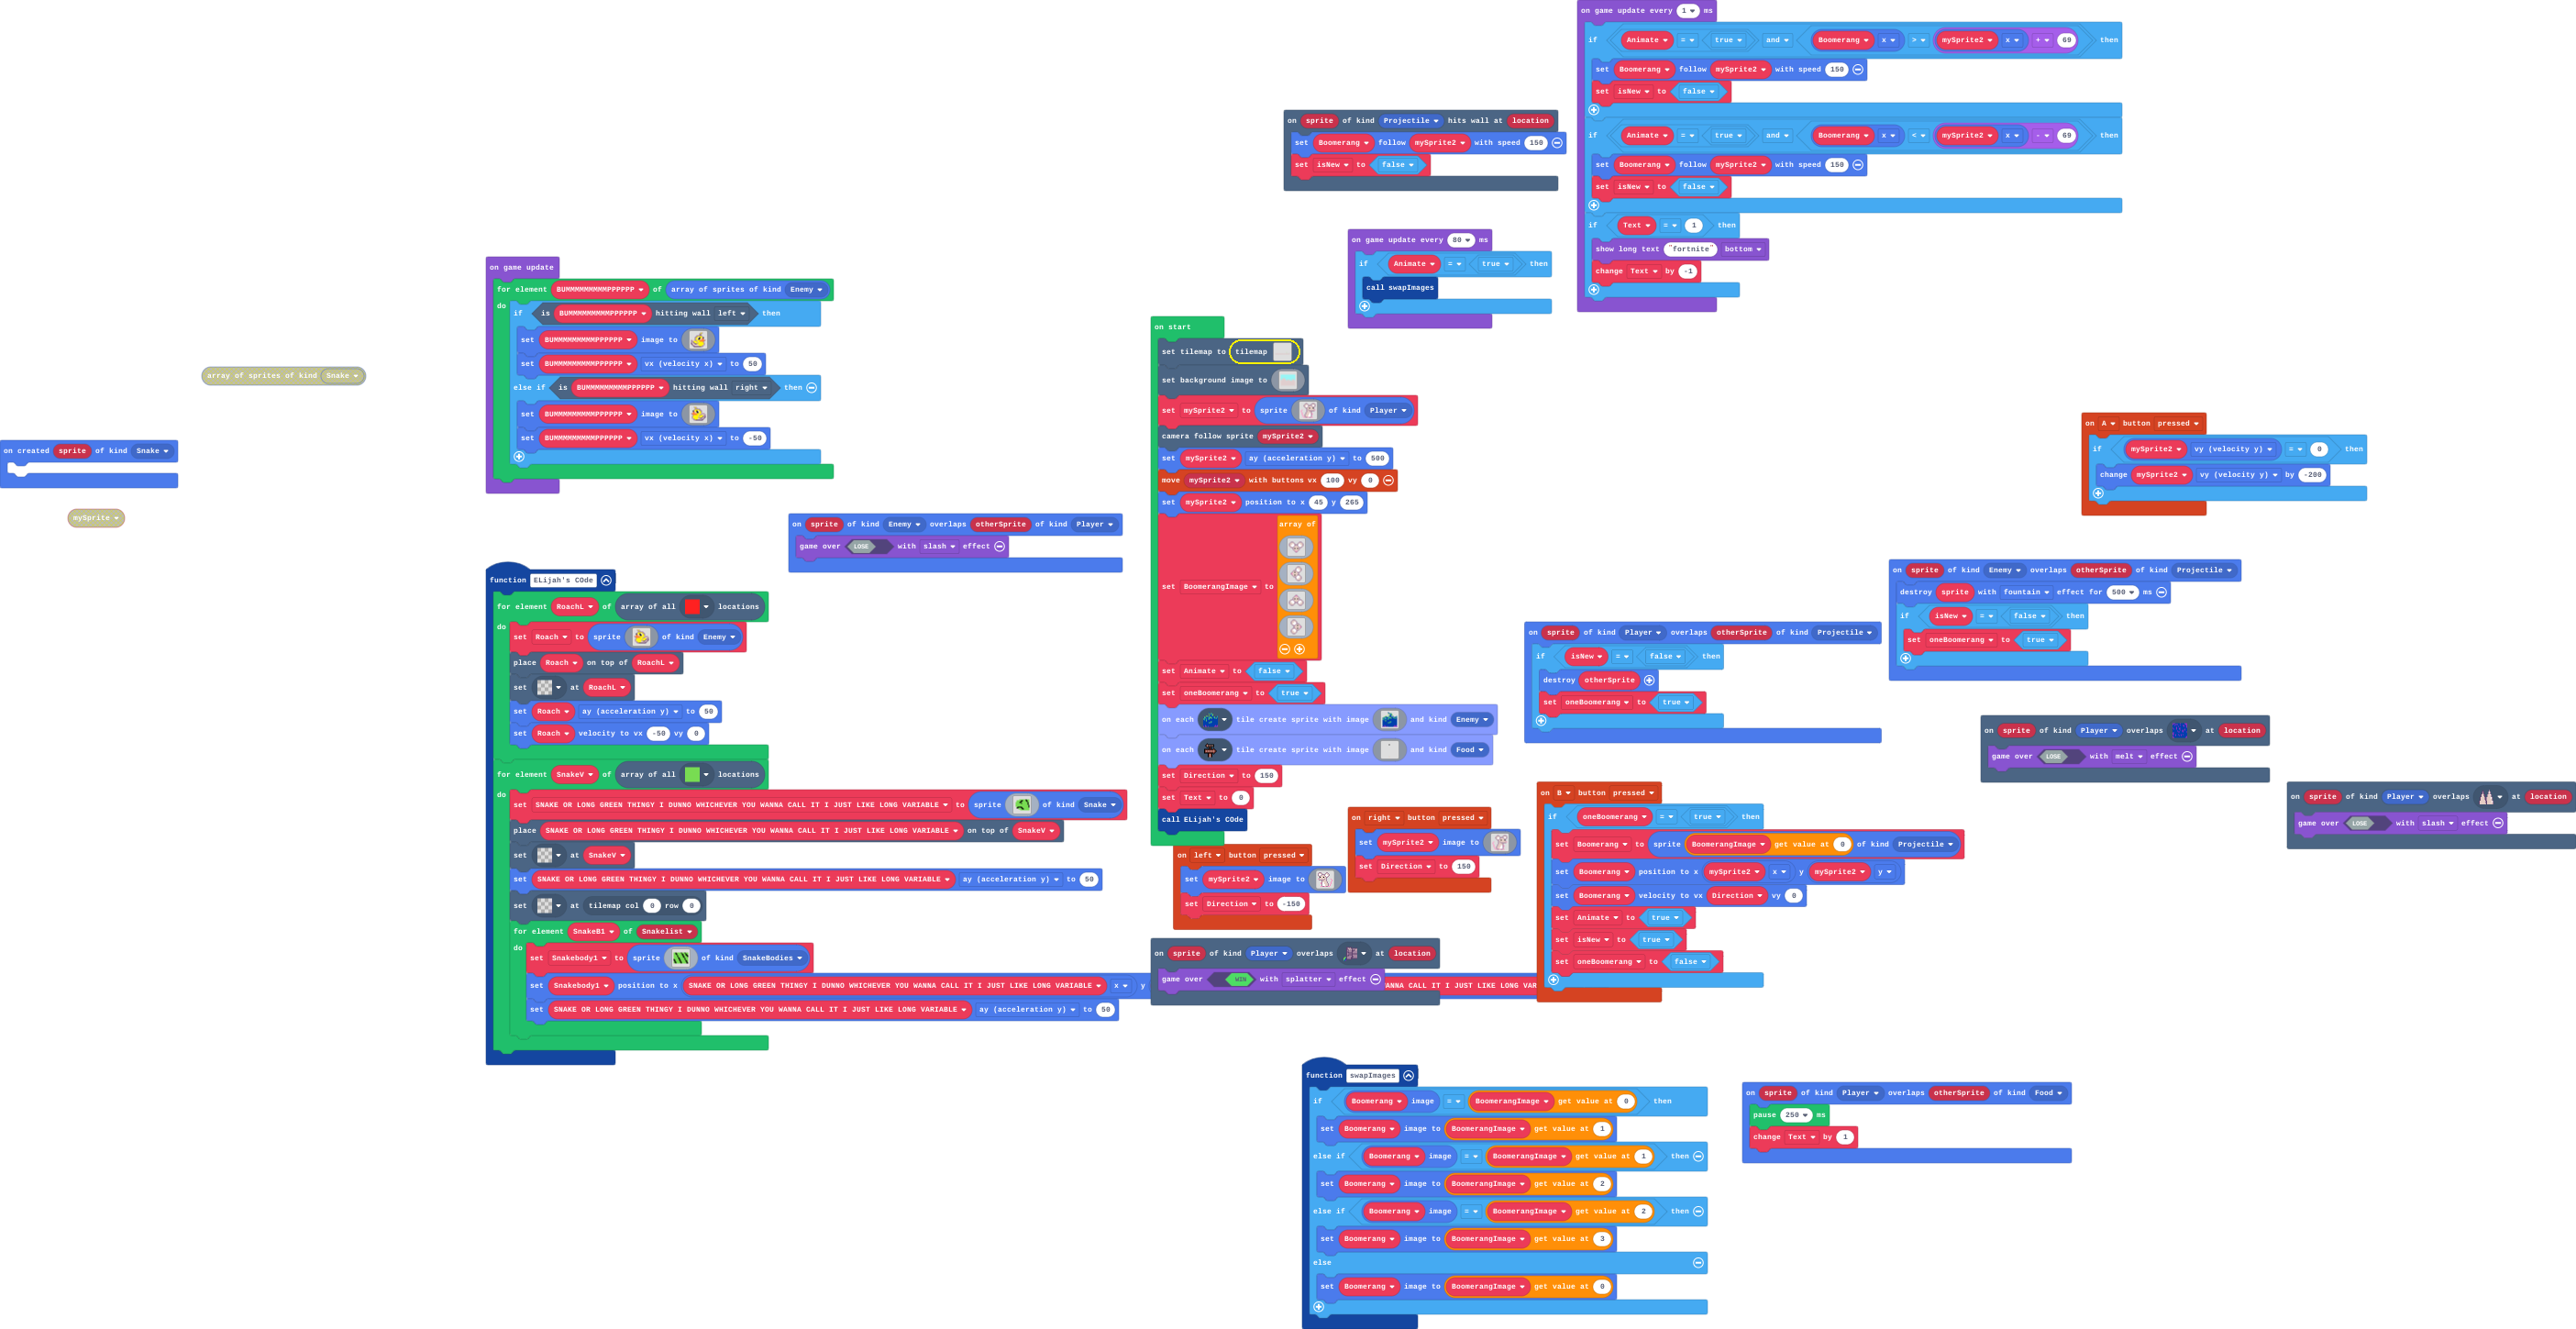 on game update every 1 ms
if Animate = true and Boomerang x > mySprite2 x + 69 then
set Boomerang follow mySprite2 with speed 150
set isNew to false
if Animate = true and Boomerang x < mySprite2 x - 69 then
set Boomerang follow mySprite2 with speed 150
set isNew to false
if Text = 1 then
show long text "fortnite" bottom
change Text by -1
on sprite of kind Projectile hits wall at location
set Boomerang follow mySprite2 with speed 150
set isNew to false
on game update every 80 ms
if Animate = true then
call swapImages
on game update
for element BUMMMMMMMMPPPPPP of array of sprites of kind Enemy
do
if is BUMMMMMMMMPPPPPP hitting wall left then
set BUMMMMMMMMPPPPPP image to
set BUMMMMMMMMPPPPPP vx (velocity x) to 50
else if is BUMMMMMMMMPPPPPP hitting wall right then
set BUMMMMMMMMPPPPPP image to
set BUMMMMMMMMPPPPPP vx (velocity x) to -50
array of sprites of kind Snake
on created sprite of kind Snake
mySprite
on sprite of kind Enemy overlaps otherSprite of kind Player
game over LOSE with slash effect
function ELijah's COde
for element RoachL of array of all locations
do
set Roach to sprite of kind Enemy
place Roach on top of RoachL
set at RoachL
set Roach ay (acceleration y) to 50
set Roach velocity to vx -50 vy 0
for element SnakeV of array of all locations
do
set SNAKE OR LONG GREEN THINGY I DUNNO WHICHEVER YOU WANNA CALL IT I JUST LIKE LONG VARIABLE to sprite of kind Snake
place SNAKE OR LONG GREEN THINGY I DUNNO WHICHEVER YOU WANNA CALL IT I JUST LIKE LONG VARIABLE on top of SnakeV
set at SnakeV
set SNAKE OR LONG GREEN THINGY I DUNNO WHICHEVER YOU WANNA CALL IT I JUST LIKE LONG VARIABLE ay (acceleration y) to 50
set at tilemap col 0 row 0
for element SnakeB1 of Snakelist
do
set Snakebody1 to sprite of kind SnakeBodies
set Snakebody1 position to x SNAKE OR LONG GREEN THINGY I DUNNO WHICHEVER YOU WANNA CALL IT I JUST LIKE LONG VARIABLE x y ANNA CALL IT I JUST LIKE LONG VAR
set SNAKE OR LONG GREEN THINGY I DUNNO WHICHEVER YOU WANNA CALL IT I JUST LIKE LONG VARIABLE ay (acceleration y) to 50
on start
set tilemap to tilemap
set background image to
set mySprite2 to sprite of kind Player
camera follow sprite mySprite2
set mySprite2 ay (acceleration y) to 500
move mySprite2 with buttons vx 100 vy 0
set mySprite2 position to x 45 y 265
set BoomerangImage to array of
set Animate to false
set oneBoomerang to true
on each tile create sprite with image and kind Enemy
on each tile create sprite with image and kind Food
set Direction to 150
set Text to 0
call ELijah's COde
on left button pressed
set mySprite2 image to
set Direction to -150
on right button pressed
set mySprite2 image to
set Direction to 150
on sprite of kind Player overlaps at location
game over WIN with splatter effect
on A button pressed
if mySprite2 vy (velocity y) = 0 then
change mySprite2 vy (velocity y) by -200
on sprite of kind Enemy overlaps otherSprite of kind Projectile
destroy sprite with fountain effect for 500 ms
if isNew = false then
set oneBoomerang to true
on sprite of kind Player overlaps otherSprite of kind Projectile
if isNew = false then
destroy otherSprite
set oneBoomerang to true
on sprite of kind Player overlaps at location
game over LOSE with melt effect
on sprite of kind Player overlaps at location
game over LOSE with slash effect
on B button pressed
if oneBoomerang = true then
set Boomerang to sprite BoomerangImage get value at 0 of kind Projectile
set Boomerang position to x mySprite2 x y mySprite2 y
set Boomerang velocity to vx Direction vy 0
set Animate to true
set isNew to true
set oneBoomerang to false
function swapImages
if Boomerang image = BoomerangImage get value at 0 then
set Boomerang image to BoomerangImage get value at 1
else if Boomerang image = BoomerangImage get value at 1 then
set Boomerang image to BoomerangImage get value at 2
else if Boomerang image = BoomerangImage get value at 2 then
set Boomerang image to BoomerangImage get value at 3
else
set Boomerang image to BoomerangImage get value at 0
on sprite of kind Player overlaps otherSprite of kind Food
pause 250 ms
change Text by 1